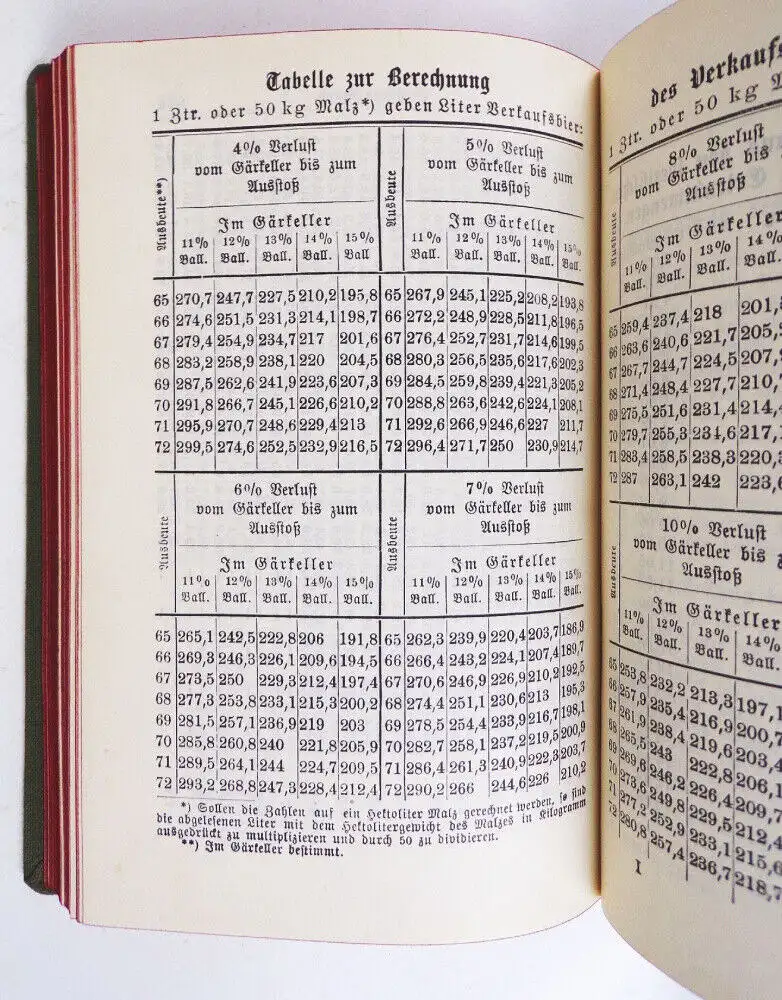 Tabelle zur Berechnung
1 Ztr. oder 50 kg Malz*) geben Liter Verkaufsbier:
Ausbeute**)
4% Verlust
vom Gärkeller bis zum
Ausstoß
Im Gärkeller
11% 12% 13% 14% 15%
Ball. Ball. Ball. Ball. Ball.
65 270,7 247,7 227,5 210,2 195,8
66 274,6 251,5 231,3 214,1 198,7
67 279,4 254,9 234,7 217 201,6
68 283,2 258,9 238,1 220 204,5
69 287,5 262,6 241,9 223,6 207,3
70 291,8 266,7 245,1 226,6 210,2
71 295,9 270,7 248,6 229,4 213
72 299,5 274,6 252,5 232,9 216,5
Ausbeute
5% Verlust
vom Gärkeller bis zum
Ausstoß
Im Gärkeller
11% 12% 13% 14% 15%
Ball. Ball. Ball. Ball. Ball.
65 267,9 245,1 225,2 208,2 193,8
66 272,2 248,9 228,5 211,8 196,5
67 276,4 252,7 231,7 214,6 199,5
68 280,3 256,5 235,6 217,6 202,3
69 284,5 259,8 239,4 221,3 205,2
70 288,8 263,6 242,6 224,1 208,1
71 292,6 266,9 246,6 227 211,7
72 296,4 271,7 250 230,9 214,7
Ausbeute
6% Verlust
vom Gärkeller bis zum
Ausstoß
Im Gärkeller
11% 12% 13% 14% 15%
Ball. Ball. Ball. Ball. Ball.
65 265,1 242,5 222,8 206 191,8
66 269,3 246,3 226,1 209,6 194,5
67 273,5 250 229,3 212,4 197,4
68 277,3 253,8 233,1 215,3 200,2
69 281,5 257,1 236,9 219 203
70 285,8 260,8 240 221,8 205,9
71 289,5 264,1 244 224,7 209,5
72 293,2 268,8 247,3 228,4 212,4
Ausbeute
7% Verlust
vom Gärkeller bis zum
Ausstoß
Im Gärkeller
11% 12% 13% 14% 15%
Ball. Ball. Ball. Ball. Ball.
65 262,3 239,9 220,4 203,7 186,9
66 266,4 243,2 224,1 207,4 189,7
67 270,6 246,9 226,9 210,2 192,5
68 274,4 251,1 230,6 213 195,3
69 278,5 254,4 233,9 216,7 198,1
70 282,7 258,1 237,2 219,5 200,9
71 286,4 261,3 240,9 222,3 203,7
72 290,2 266 244,6 226 210,2
*) Sollen die Zahlen auf ein Hektoliter Malz gerechnet werden, so sind
die abgelesenen Liter mit dem Hektolitergewicht des Malzes in Kilogramm
ausgedrückt zu multiplizieren und durch 50 zu dividieren.
**) Im Gärkeller bestimmt.
des Verkaufs
1 Ztr. oder 50 kg
Ausbeute
8% Verlust
vom Gärkeller bis
Ausstoß
Im Gärkeller
11% 12% 13% 14%
Ball. Ball. Ball. Ball.
65 259,4 237,4 218 201,
66 263,6 240,6 221,7 205,
67 267,7 244,7 224,5 207,
68 271,4 248,4 227,7 210,
69 275,5 251,6 231,4 214,
70 279,7 255,3 234,6 217,
71 283,4 258,5 238,3 220,
72 287 263,1 242 223,
Ausbeute
10% Verlust
vom Gärkeller bis
Ausstoß
Im Gärkeller
11% 12% 13% 14%
Ball. Ball. Ball. Ball.
65 253,8 232,2 213,3 197,1
66 257,9 235,4 216,9 200,7
67 261,9 238,4 219,6 203,
68 265,5 243 222,8 206,
69 269,6 246,2 226,4 209,
70 273,6 249,8 229,5 212,
71 277,2 252,9 233,1 215,
72 280,8 257,4 236,7 218,
I